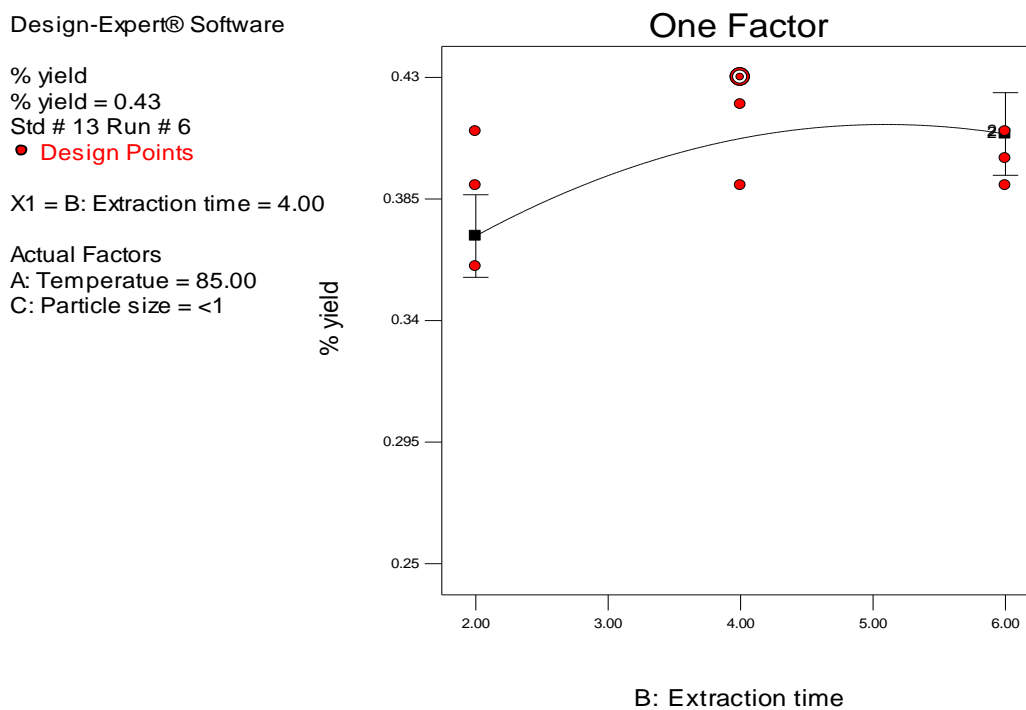 Design-Expert® Software
% yield
% yield = 0.43
Std # 13 Run # 6
Design Points
X1 = B: Extraction time = 4.00
Actual Factors
A: Temperatue = 85.00
C: Particle size = <1
One Factor
% yield
0.43
0.385
0.34
0.295
0.25
2.00
3.00
4.00
5.00
6.00
B: Extraction time